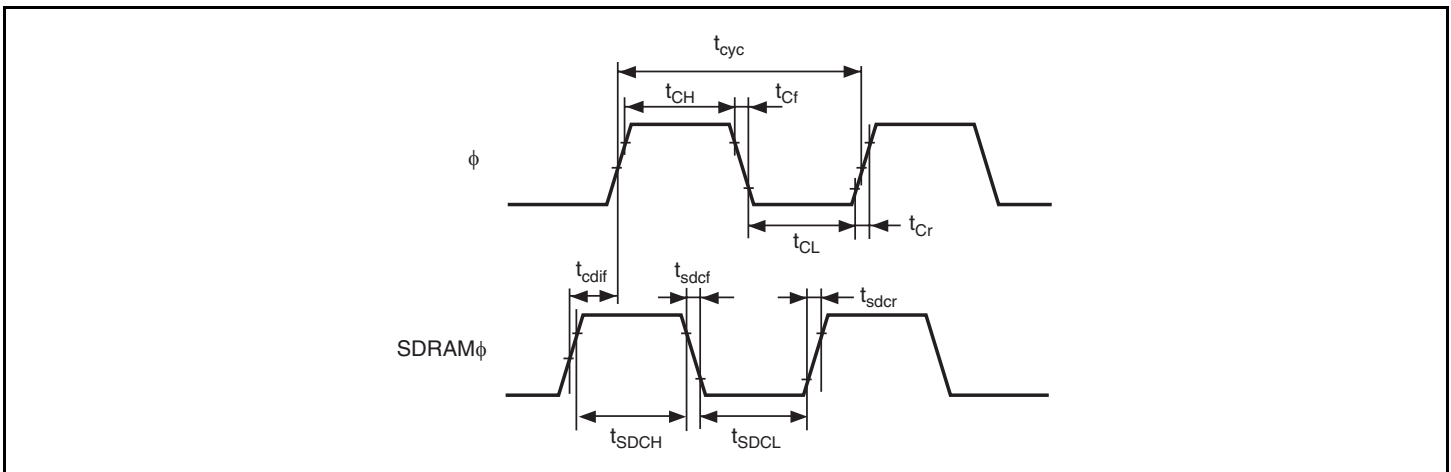 tcyc
tCH
tCf
ϕ
tCL
tCr
tcdif
tsdcf
tsdcr
SDRAMϕ
tSDCH
tSDCL